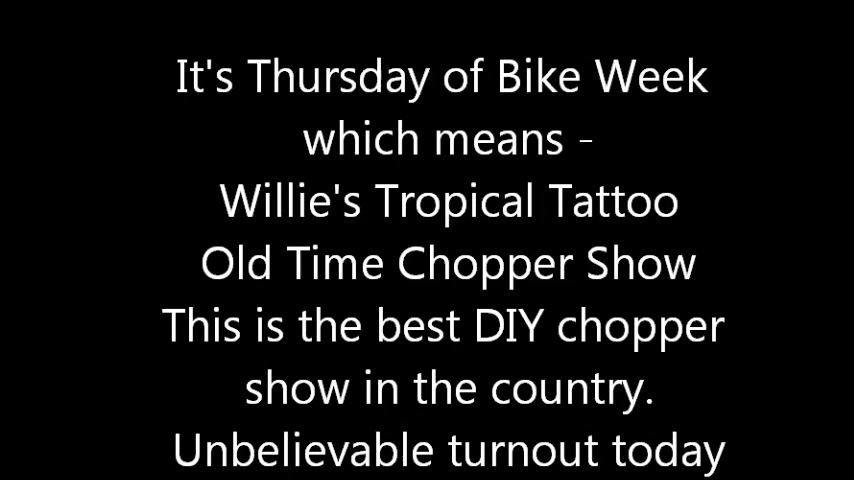 It's Thursday of Bike Week
which means -
Willie's Tropical Tattoo
Old Time Chopper Show
This is the best DIY chopper
show in the country.
Unbelievable turnout today